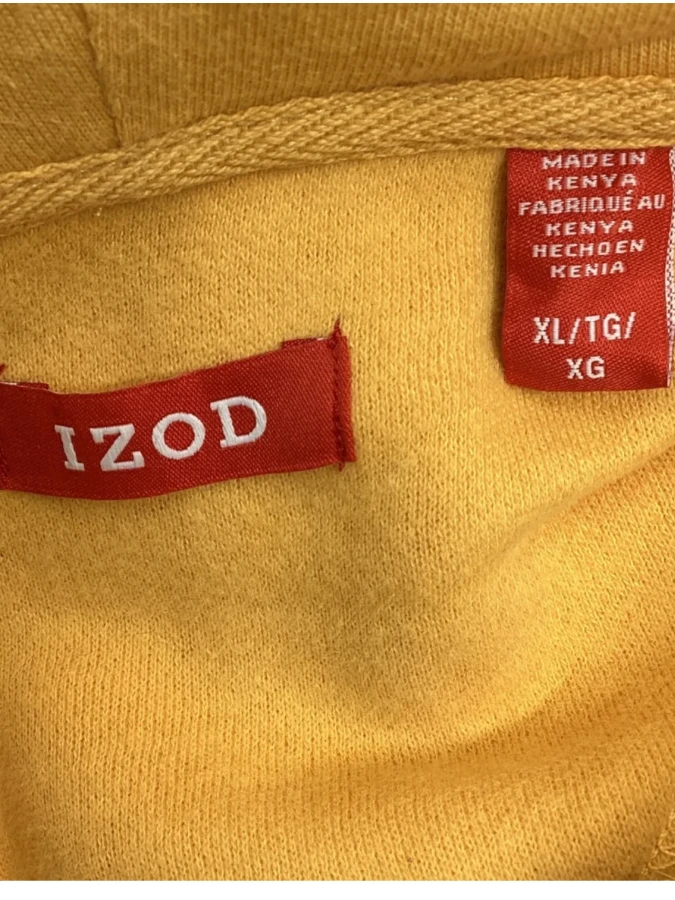 MADE IN
KENYA
FABRIQUÉ AU
KENYA
HECHO EN
KENIA
XL/TG/
XG
IZOD